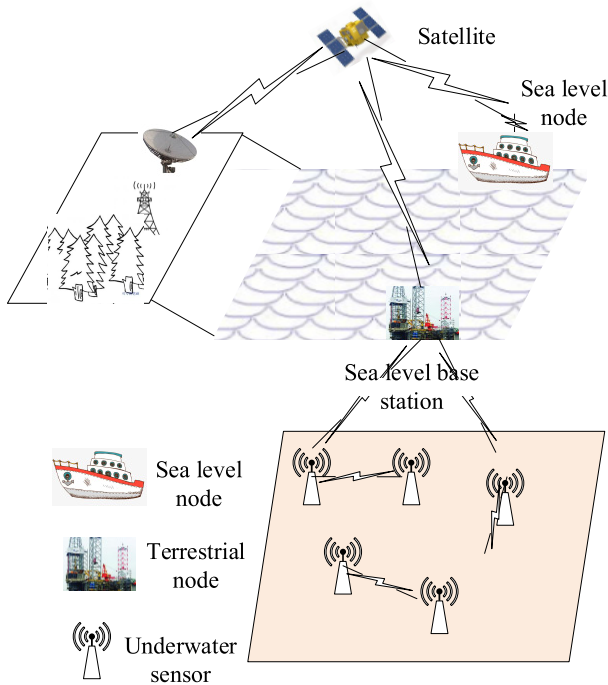 Satellite
Sea level
node
Sea level base
station
Sea level
node
Terrestrial
node
Underwater
sensor